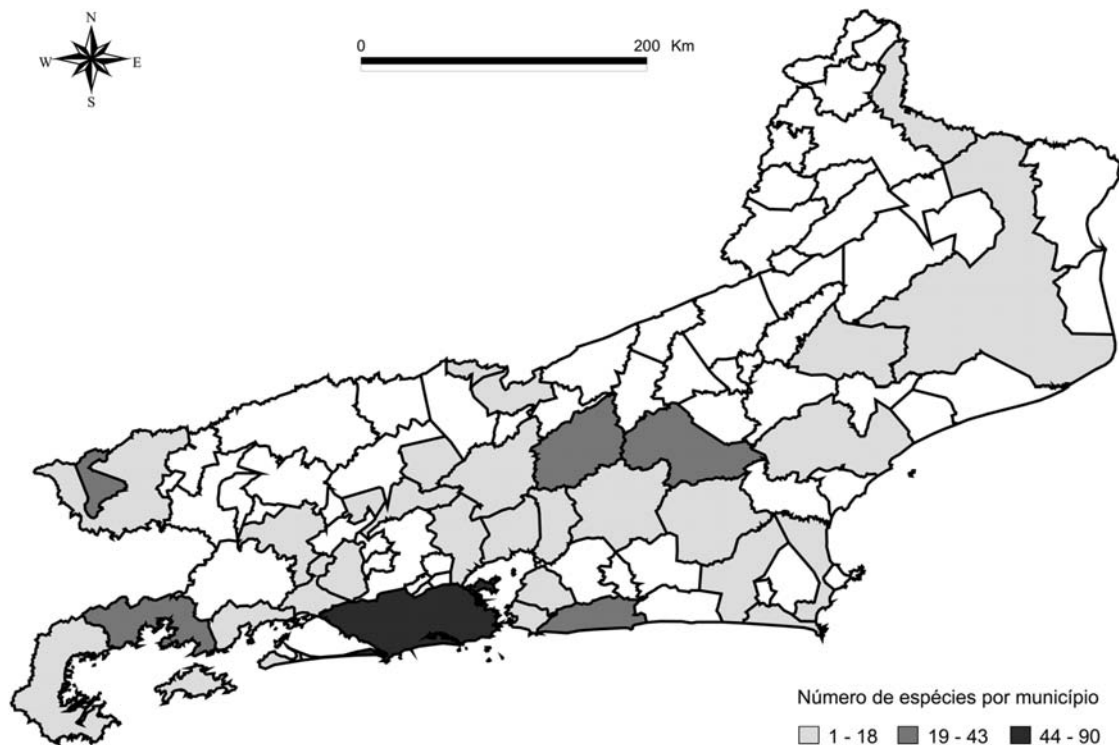 N
W E
S
0 200 Km
Número de espécies por município
1 - 18 19 - 43 44 - 90